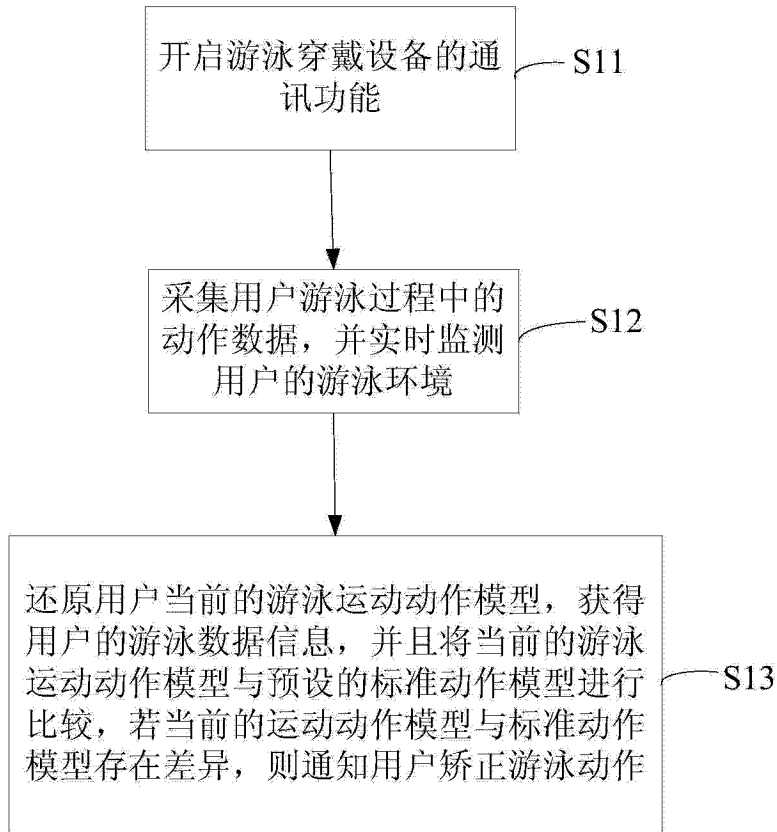 开启游泳穿戴设备的通
讯功能
S11
采集用户游泳过程中的
动作数据，并实时监测
用户的游泳环境
S12
还原用户当前的游泳运动动作模型，获得
用户的游泳数据信息，并且将当前的游泳
运动动作模型与预设的标准动作模型进行
比较，若当前的运动动作模型与标准动作
模型存在差异，则通知用户矫正游泳动作
S13